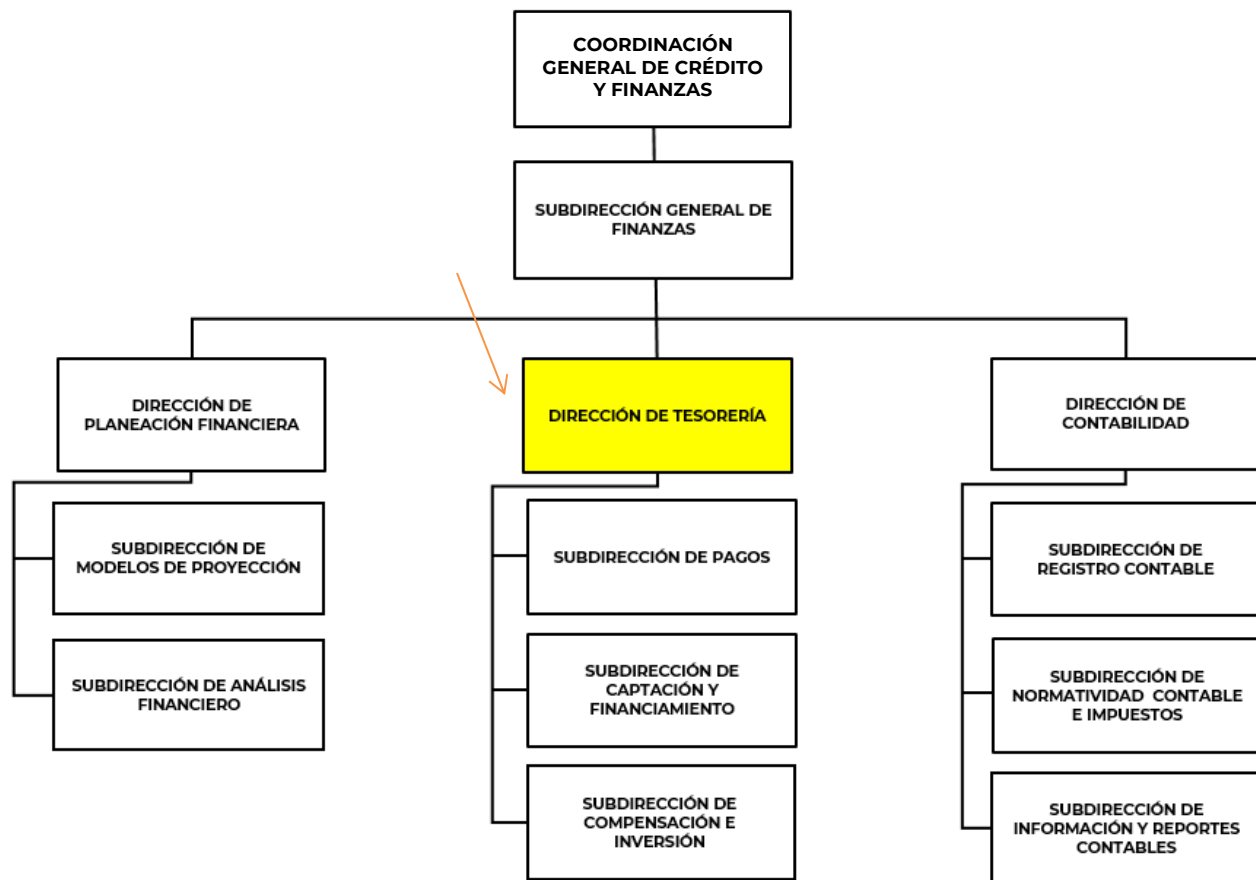 COORDINACIÓN
GENERAL DE CRÉDITO
Y FINANZAS
SUBDIRECCIÓN GENERAL DE
FINANZAS
DIRECCIÓN DE
PLANEACIÓN FINANCIERA
DIRECCIÓN DE TESORERÍA
DIRECCIÓN DE
CONTABILIDAD
SUBDIRECCIÓN DE
MODELOS DE PROYECCIÓN
SUBDIRECCIÓN DE PAGOS
SUBDIRECCIÓN DE
REGISTRO CONTABLE
SUBDIRECCIÓN DE ANÁLISIS
FINANCIERO
SUBDIRECCIÓN DE
CAPTACIÓN Y
FINANCIAMIENTO
SUBDIRECCIÓN DE
NORMATIVIDAD CONTABLE
E IMPUESTOS
SUBDIRECCIÓN DE
COMPENSACIÓN E
INVERSIÓN
SUBDIRECCIÓN DE
INFORMACIÓN Y REPORTES
CONTABLES